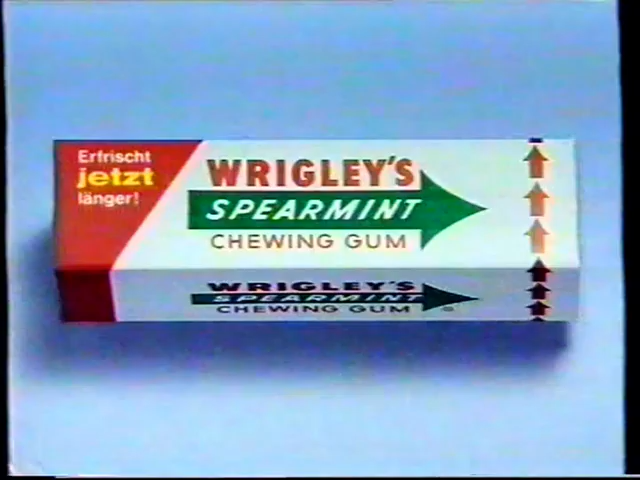 Erfrischt
jetzt
länger!
WRIGLEY'S
SPEARMINT
CHEWING GUM
WRIGLEY'S
SPEARMINT
CHEWING GUM